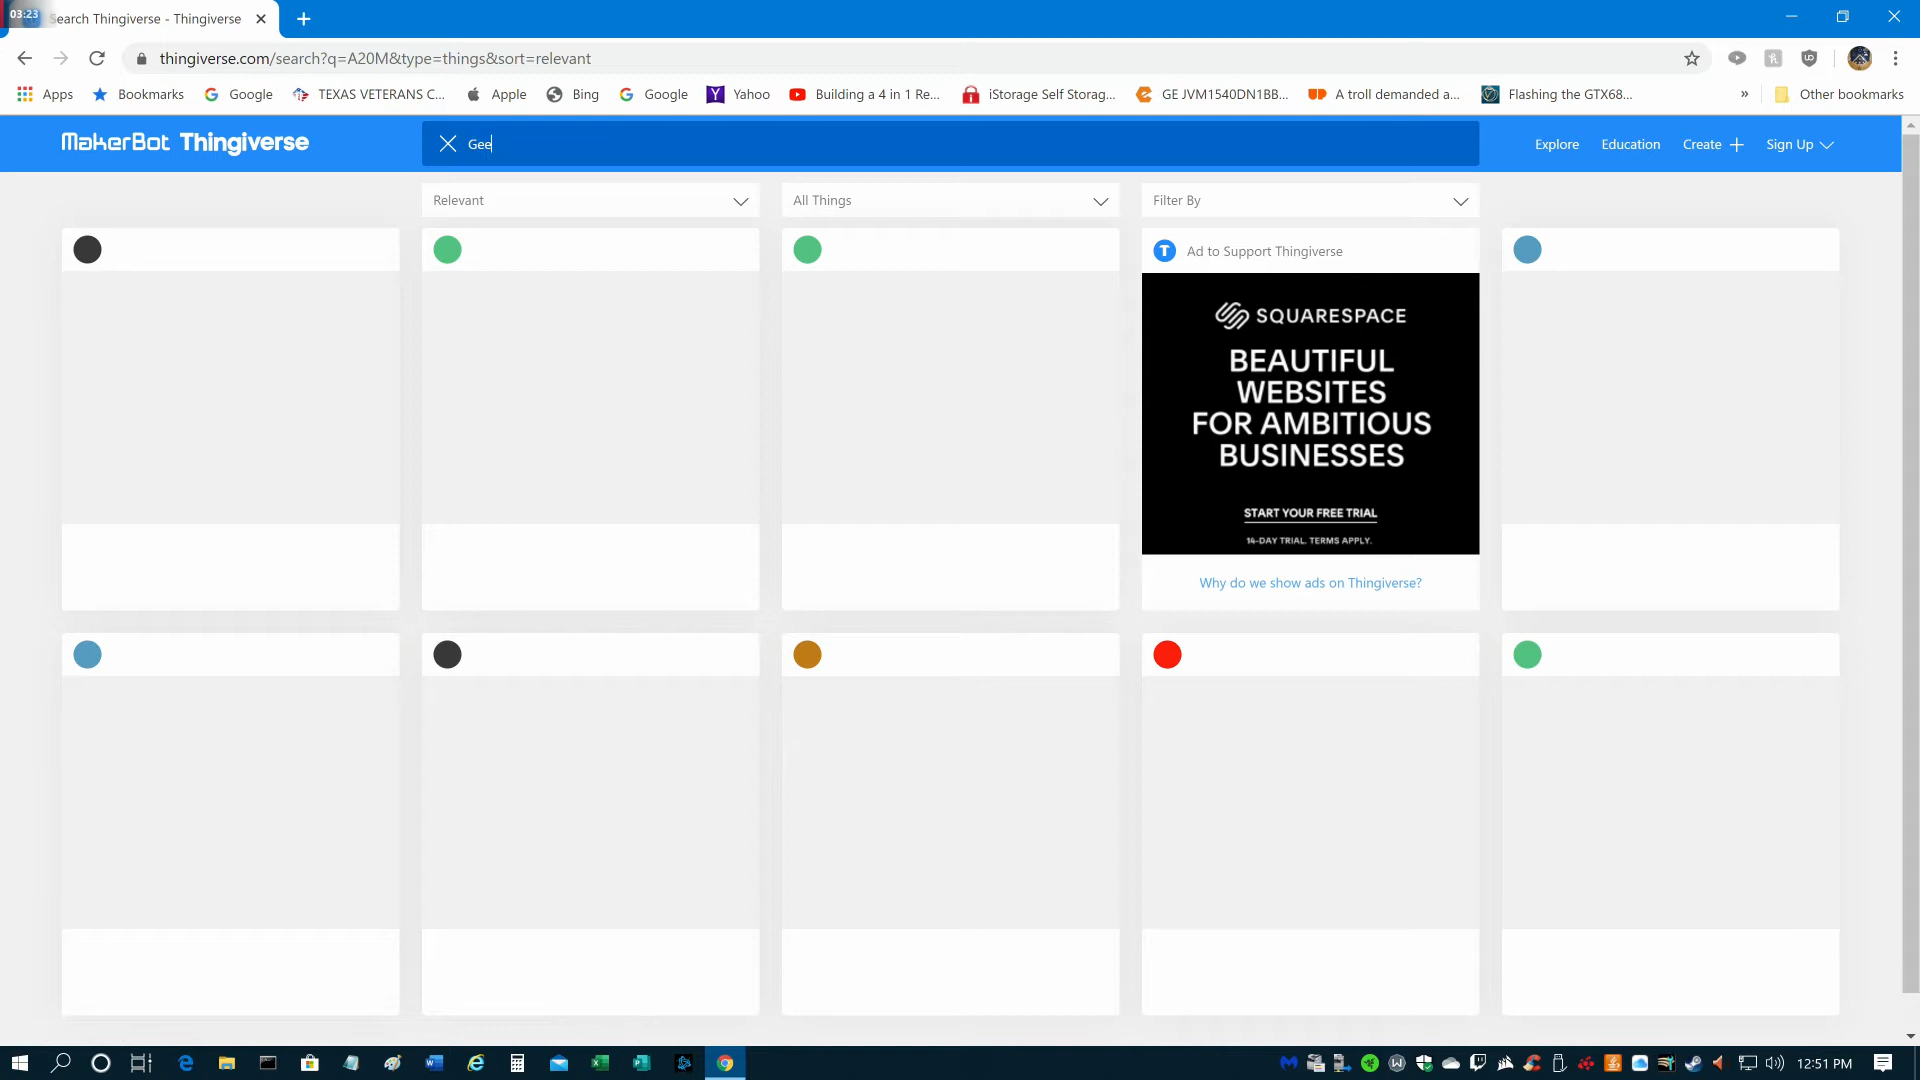 03:23
Search Thingiverse - Thingiverse
thingiverse.com/search?q=A20M&type=things&sort=relevant
Apps Bookmarks Google TEXAS VETERANS C... Apple Bing Google Yahoo Building a 4 in 1 Re... iStorage Self Storag... GE JVM1540DN1BB... A troll demanded a... Flashing the GTX68... » Other bookmarks
MakerBot Thingiverse Gee Explore Education Create Sign Up
Relevant All Things Filter By
T Ad to Support Thingiverse
SQUARESPACE
BEAUTIFUL
WEBSITES
FOR AMBITIOUS
BUSINESSES
START YOUR FREE TRIAL
14-DAY TRIAL. TERMS APPLY.
Why do we show ads on Thingiverse?
12:51 PM